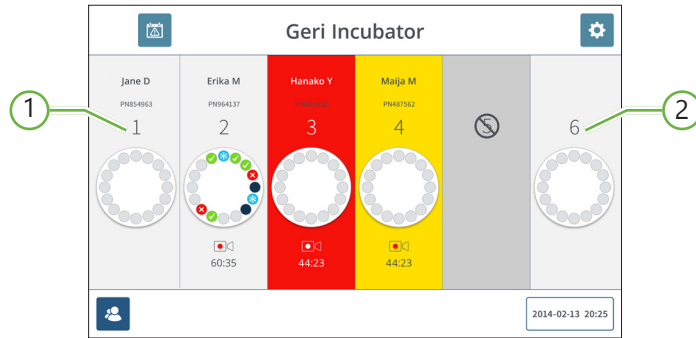 Geri Incubator
Jane D
PN854963
1
1
Erika M
PN964137
2
60:35
Hanako Y
3
44:23
Maija M
PN487562
4
44:23
5
6
2
2014-02-13 20:25